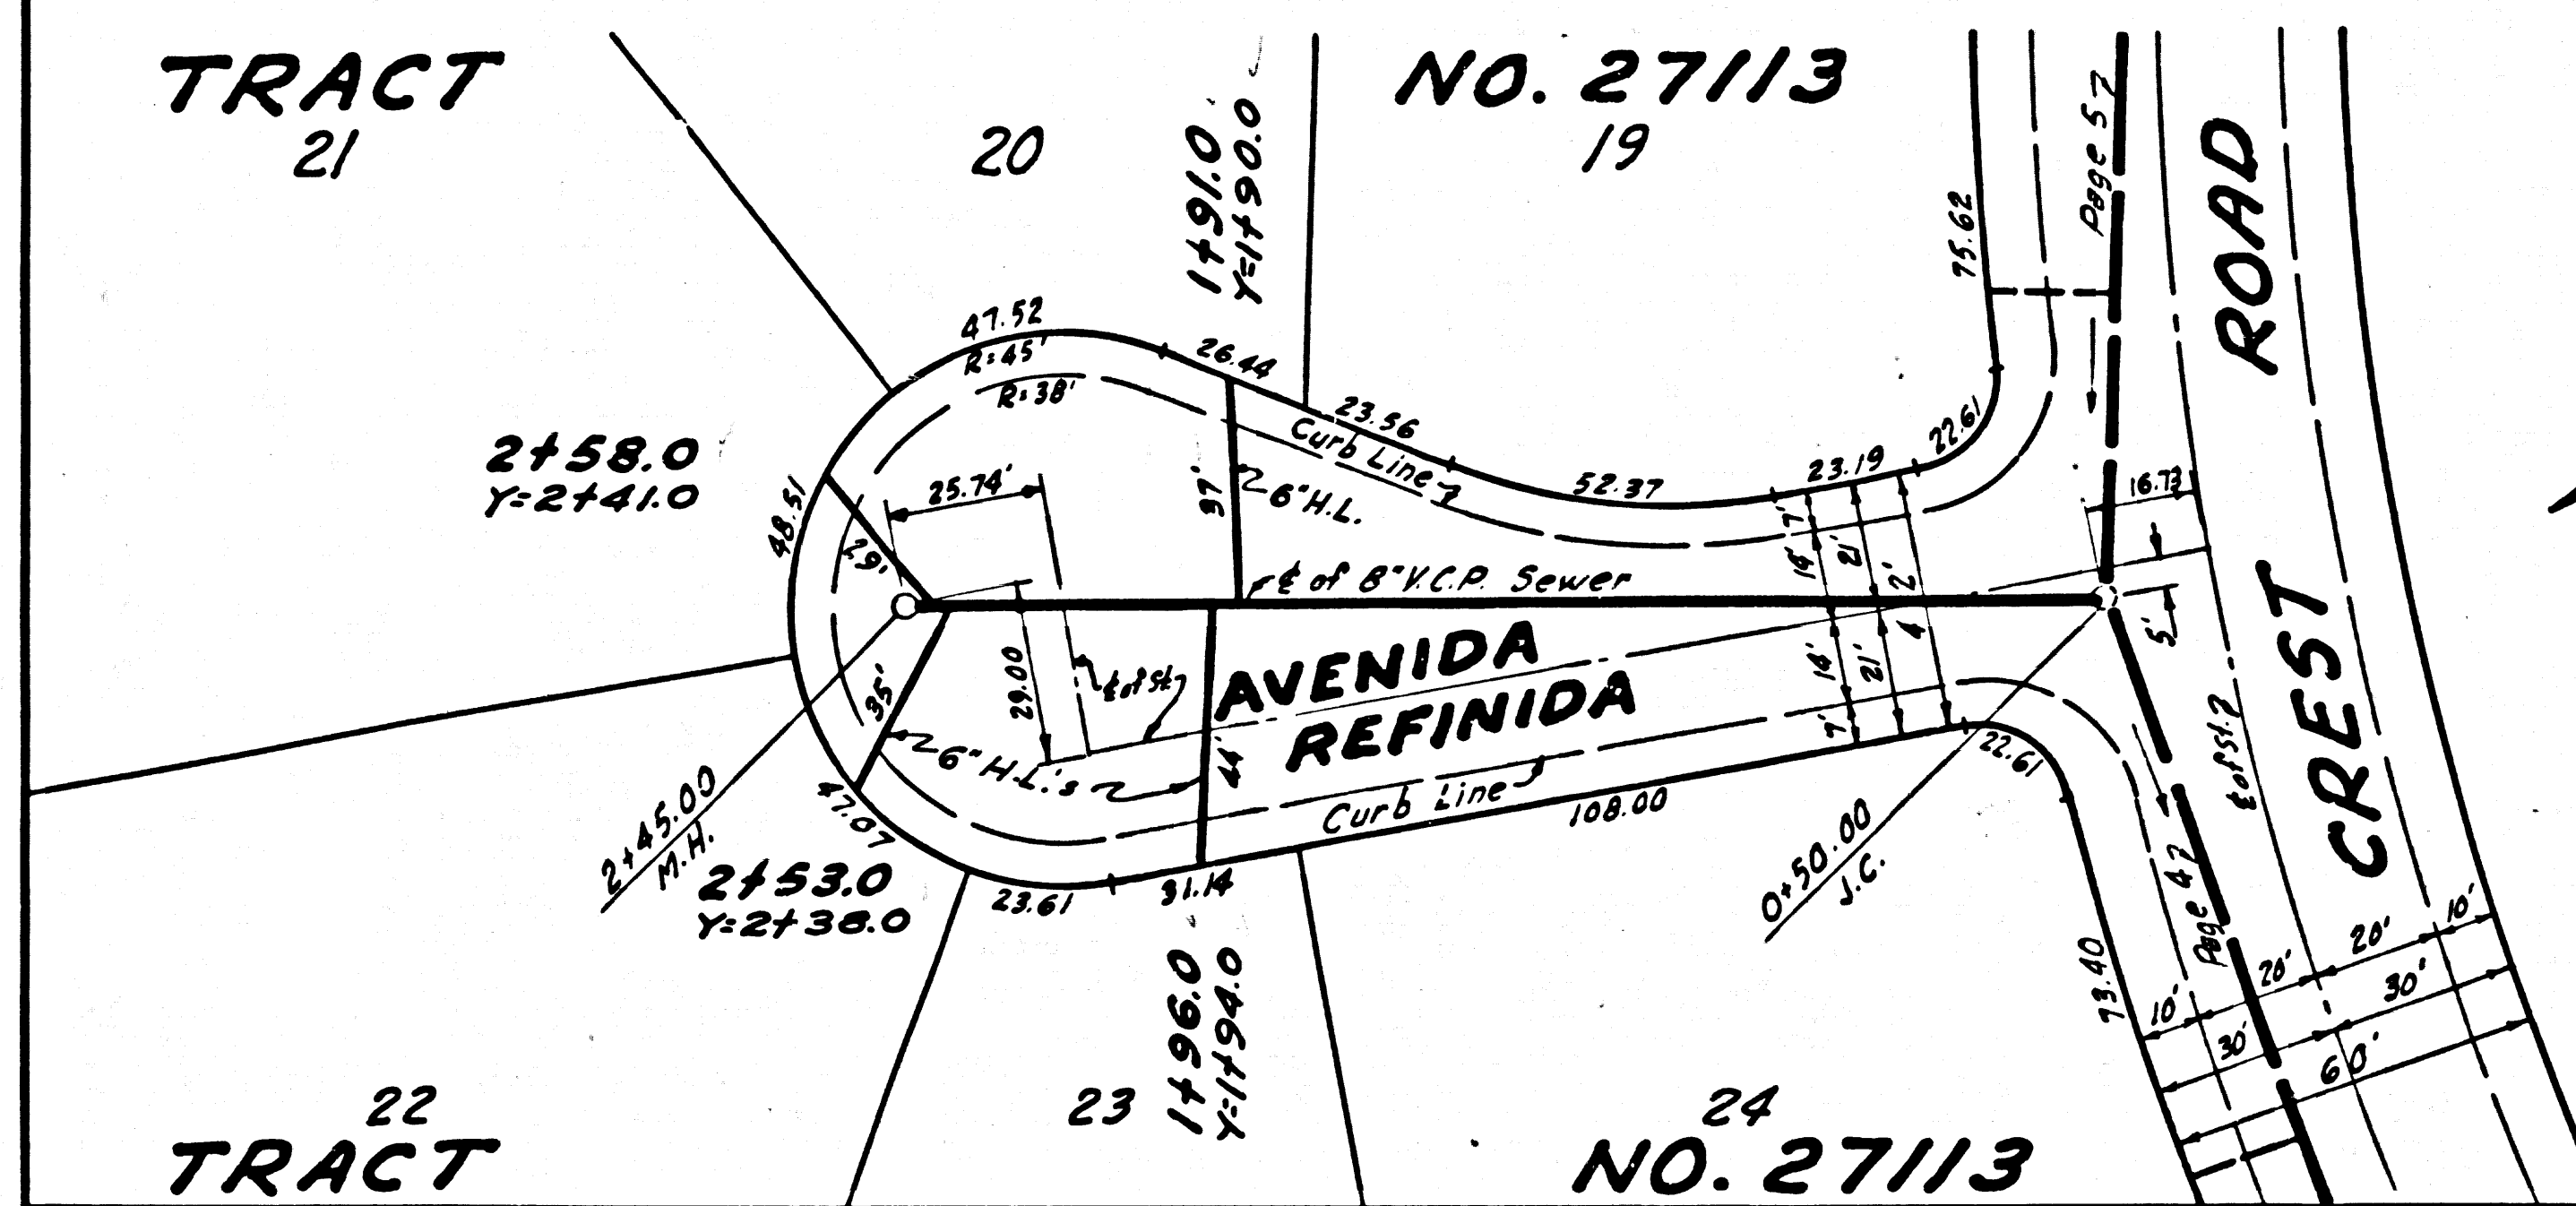 TRACT
21
20
1+91.0
Y=1+90.0
NO. 27113
19
75.62
Page 5
ROAD
47.52
R=45'
R=38'
26.44
23.56
Curb Line
52.37
23.19
22.61
2+58.0
Y=2+41.0
48.51
29'
25.74'
37'
6" H.L.
7'
14'
21'
42'
16.73
5'
℄ of 8" V.C.P. Sewer
AVENIDA
REFINIDA
14'
21'
7'
29.00
℄ of St.
35'
6" H.L.'s
44'
Curb Line
108.00
22.61
℄ of St.
CREST
47.07
2+45.00
M.H.
2+53.0
Y=2+38.0
23.61
31.14
0+50.00
J.C.
Page 4
73.40
10'
20'
20'
10'
30'
30'
60'
1+96.0
Y=1+94.0
22
TRACT
23
24
NO. 27113